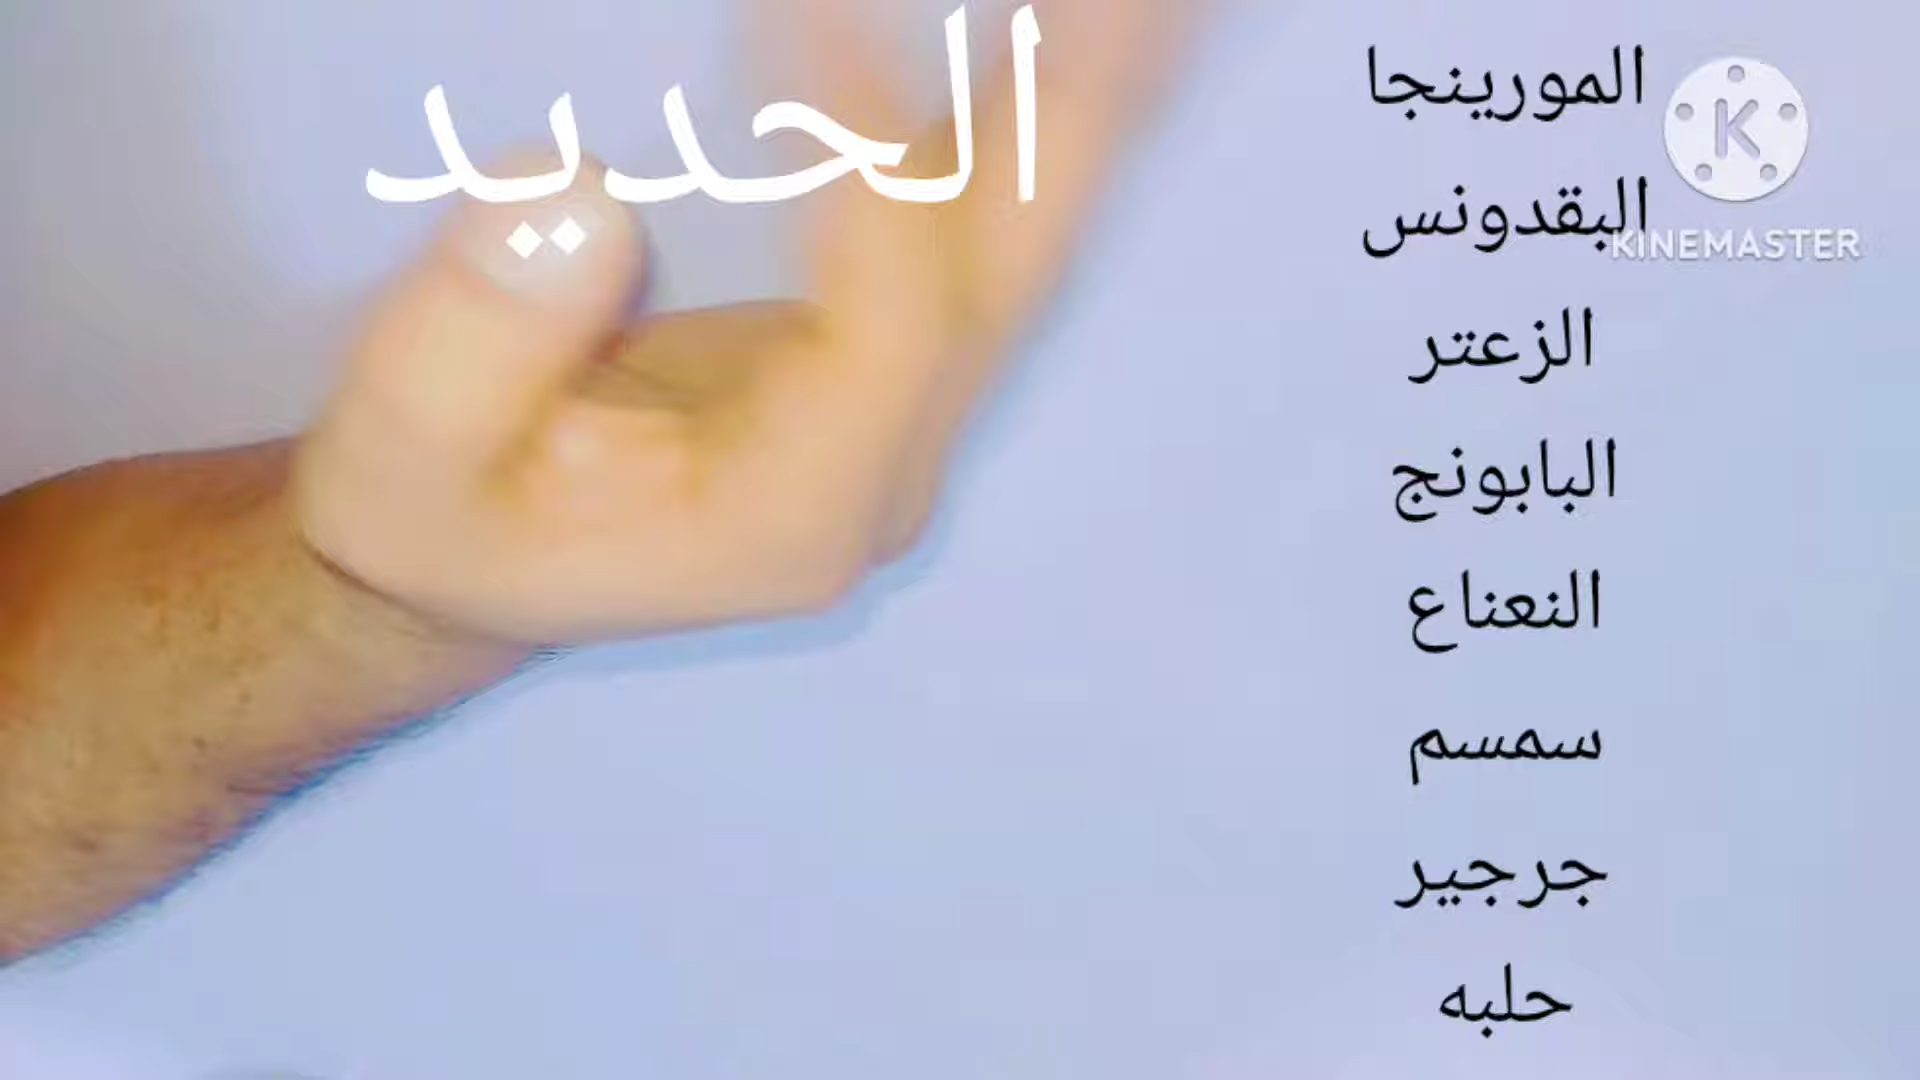 الحديد
المورينجا
البقدونس
الزعتر
البابونج
النعناع
سمسم
جرجير
حلبه
K
KINEMASTER